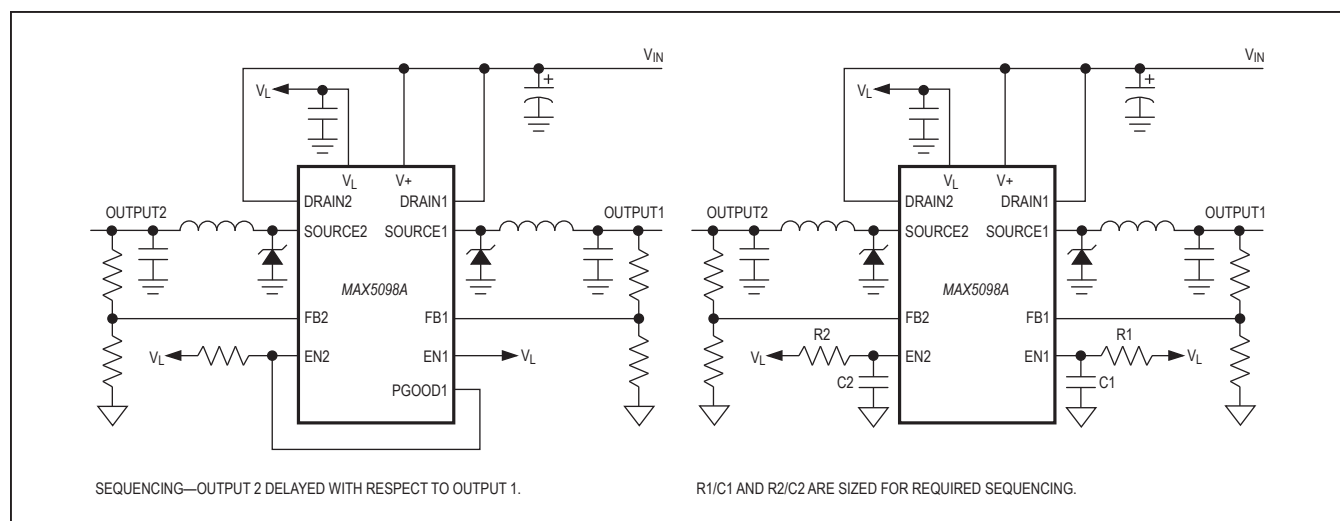 VIN
VL
VL
V+
DRAIN2
DRAIN1
OUTPUT2
OUTPUT1
SOURCE2
SOURCE1
MAX5098A
FB2
FB1
VL
EN2
EN1
VL
PGOOD1
SEQUENCING—OUTPUT 2 DELAYED WITH RESPECT TO OUTPUT 1.
VIN
VL
VL
V+
DRAIN2
DRAIN1
OUTPUT2
OUTPUT1
SOURCE2
SOURCE1
MAX5098A
FB2
FB1
R2
R1
VL
EN2
EN1
VL
C2
C1
R1/C1 AND R2/C2 ARE SIZED FOR REQUIRED SEQUENCING.